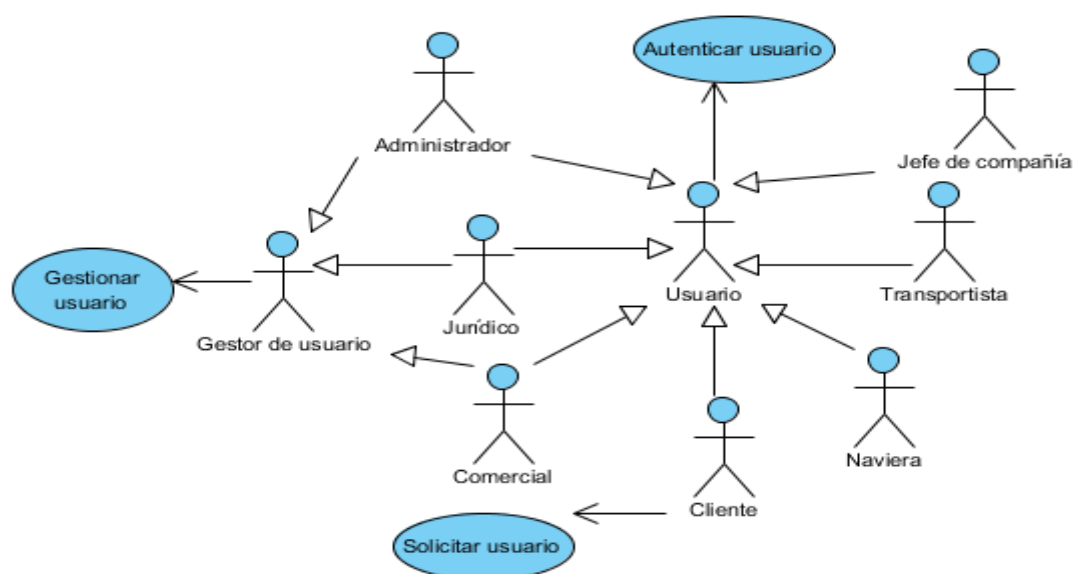 Autenticar usuario
Administrador
Jefe de compañía
Gestionar
usuario
Usuario
Transportista
Jurídico
Gestor de usuario
Naviera
Comercial
Cliente
Solicitar usuario